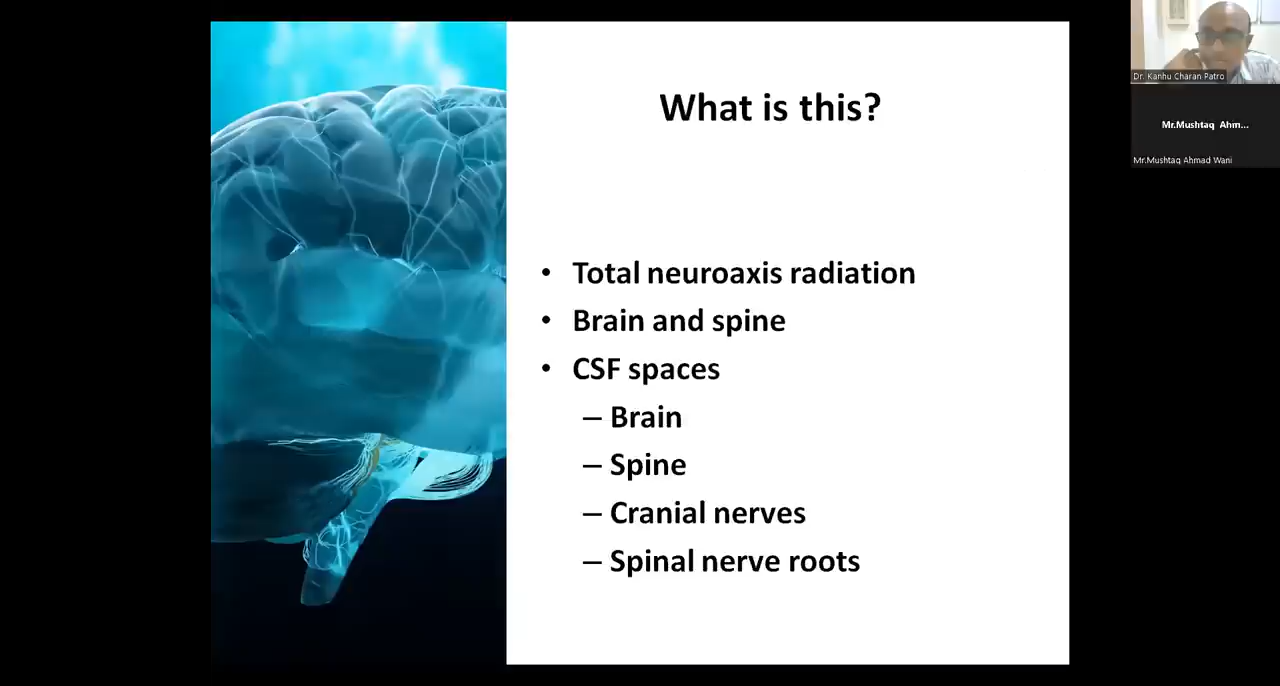 What is this?
• Total neuroaxis radiation
• Brain and spine
• CSF spaces
– Brain
– Spine
– Cranial nerves
– Spinal nerve roots
Dr. Kanhu Charan Patro
Mr.Mushtaq Ahm...
Mr.Mushtaq Ahmad Wani